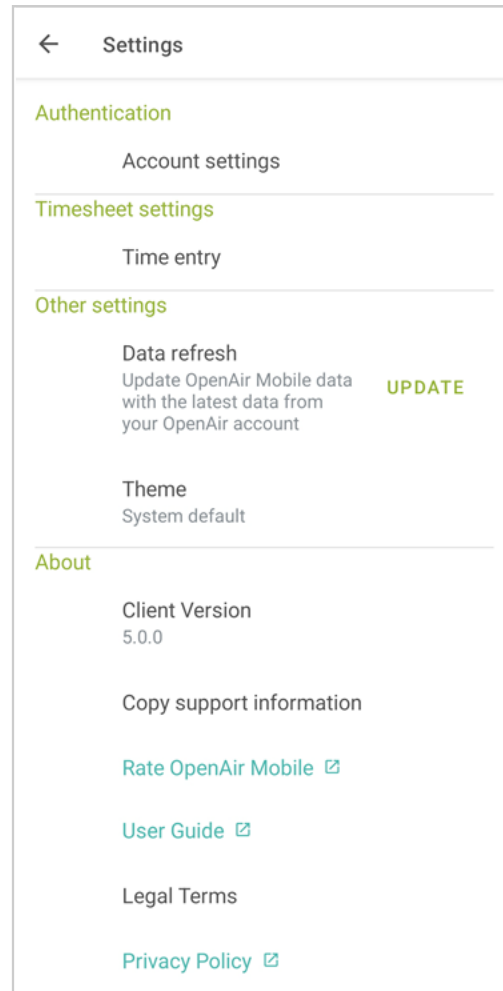 Settings
Authentication
Account settings
Timesheet settings
Time entry
Other settings
Data refresh
Update OpenAir Mobile data
with the latest data from
your OpenAir account
UPDATE
Theme
System default
About
Client Version
5.0.0
Copy support information
Rate OpenAir Mobile
User Guide
Legal Terms
Privacy Policy